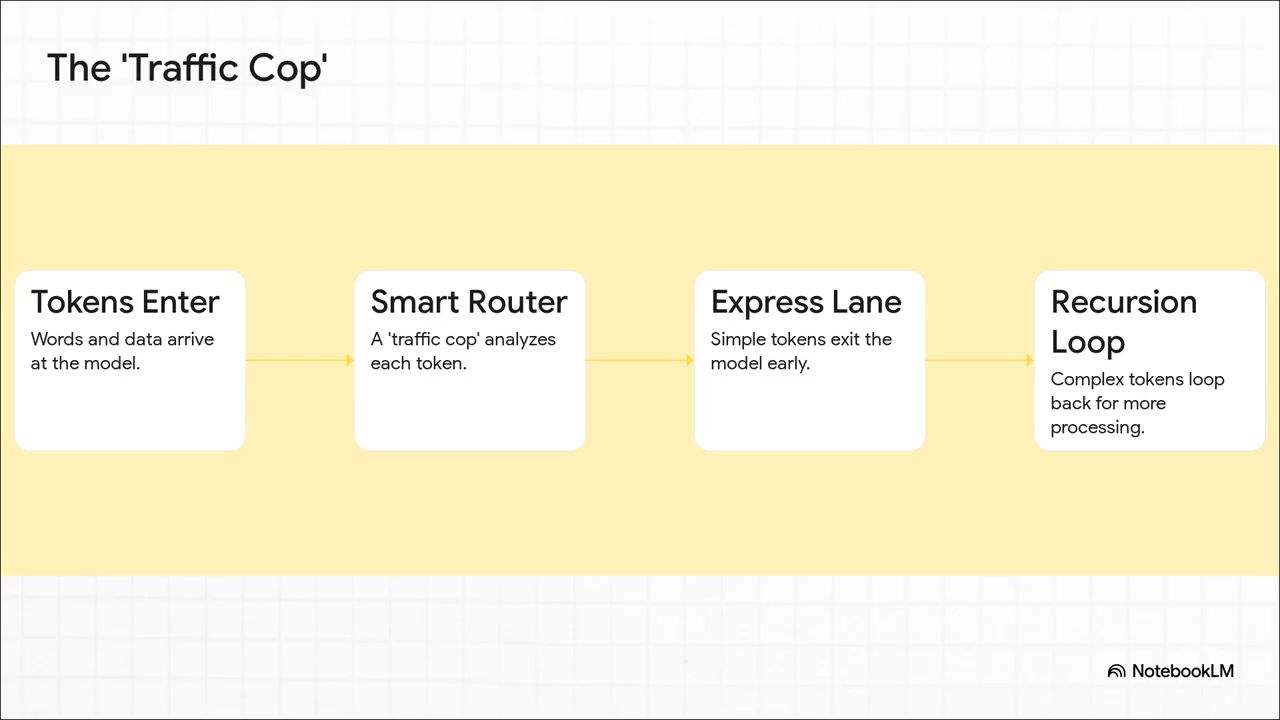 The 'Traffic Cop'
Tokens Enter
Words and data arrive
at the model.
Smart Router
A 'traffic cop' analyzes
each token.
Express Lane
Simple tokens exit the
model early.
Recursion
Loop
Complex tokens loop
back for more
processing.
NotebookLM